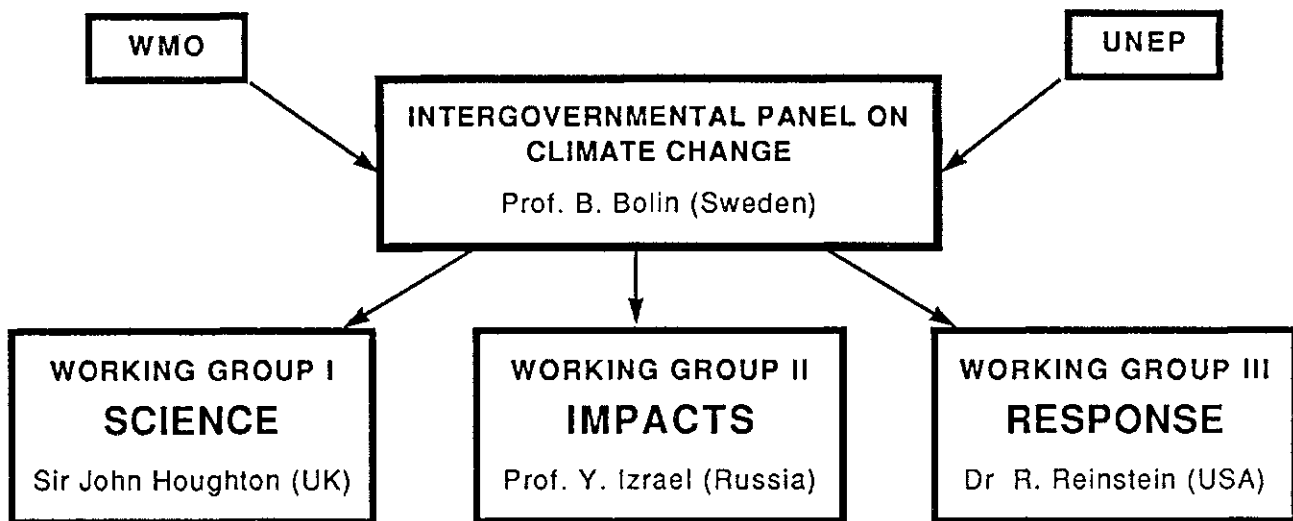 WMO
UNEP
INTERGOVERNMENTAL PANEL ON
CLIMATE CHANGE
Prof. B. Bolin (Sweden)
WORKING GROUP I
SCIENCE
Sir John Houghton (UK)
WORKING GROUP II
IMPACTS
Prof. Y. Izrael (Russia)
WORKING GROUP III
RESPONSE
Dr R. Reinstein (USA)